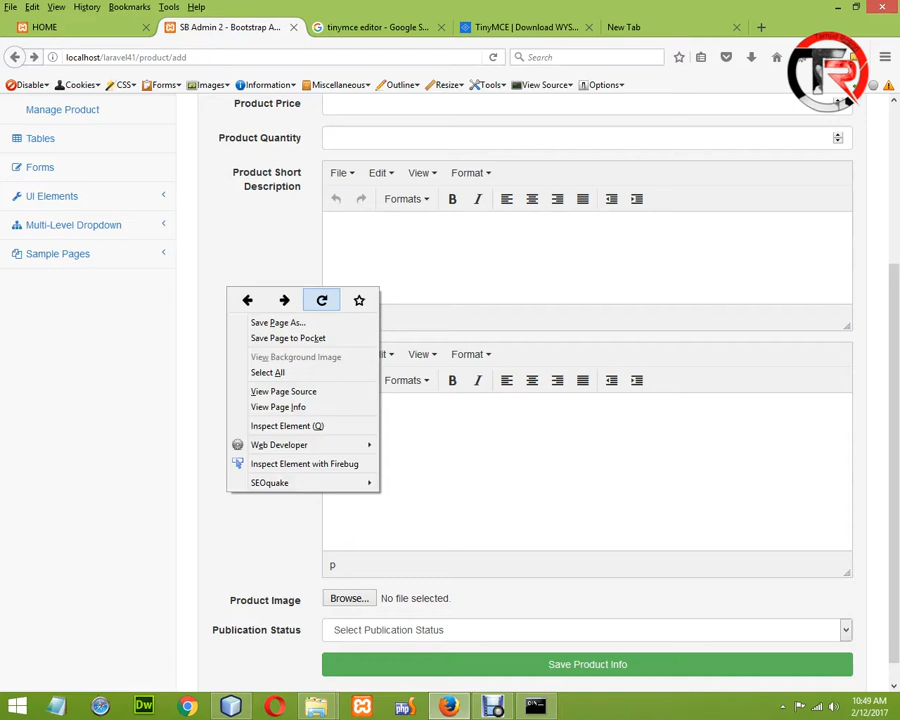 File Edit View History Bookmarks Tools Help
HOME
SB Admin 2 - Bootstrap A...
tinymce editor - Google S...
TinyMCE | Download WYS...
New Tab
localhost/laravel41/product/add
Search
Disable Cookies CSS Forms Images Information Miscellaneous Outline Resize Tools View Source Options
TR
Manage Product
Tables
Forms
UI Elements
Multi-Level Dropdown
Sample Pages
Product Price
Product Quantity
Product Short
Description
File Edit View Format
Formats B I
Save Page As...
Save Page to Pocket
View Background Image
Select All
View Page Source
View Page Info
Inspect Element (Q)
Web Developer
Inspect Element with Firebug
SEOquake
dit View Format
Formats B I
p
Product Image
Browse... No file selected.
Publication Status
Select Publication Status
Save Product Info
Dw
php
10:49 AM
2/12/2017